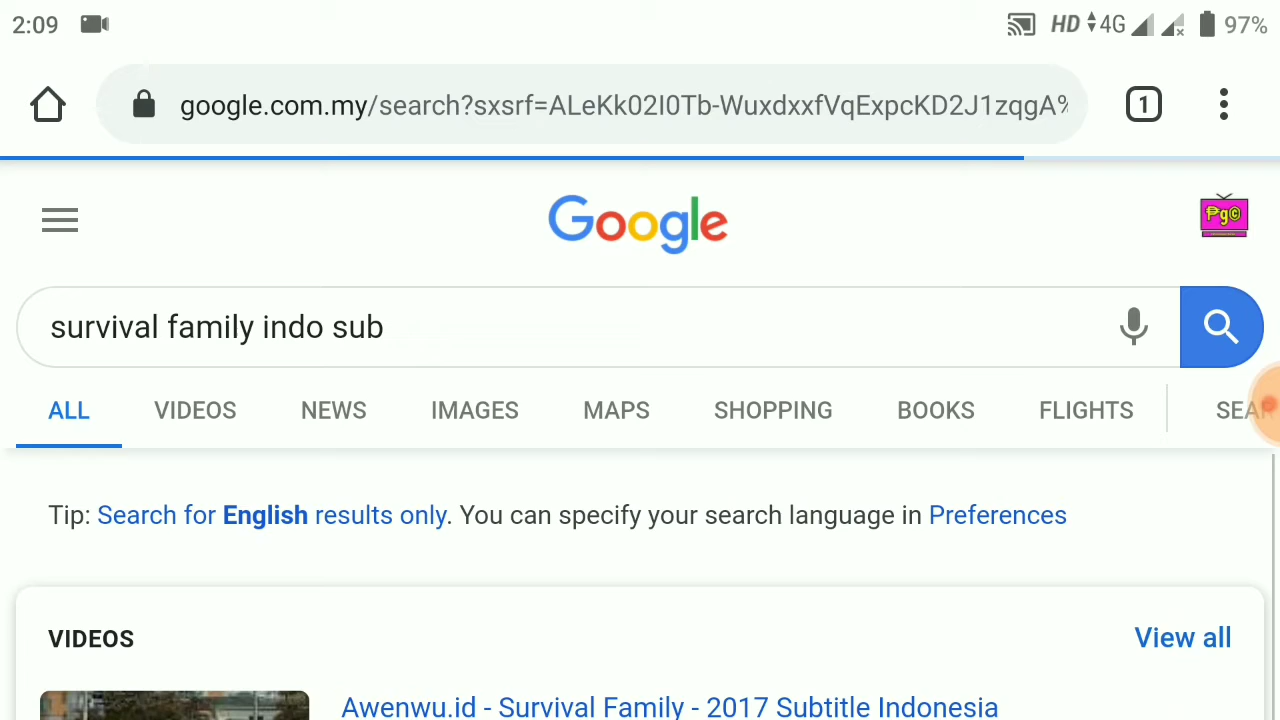 2:09 HD 4G 97%
google.com.my/search?sxsrf=ALeKk02I0Tb-WuxdxxfVqExpcKD2J1zqgA% 1
Google
₱g©
survival family indo sub
ALL VIDEOS NEWS IMAGES MAPS SHOPPING BOOKS FLIGHTS SEA
Tip: Search for English results only. You can specify your search language in Preferences
VIDEOS View all
Awenwu.id - Survival Family - 2017 Subtitle Indonesia